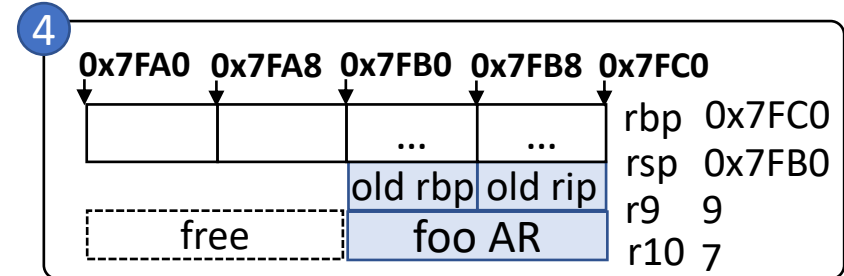 4
0x7FA0 0x7FA8 0x7FB0 0x7FB8 0x7FC0
rbp 0x7FC0
... ...
rsp 0x7FB0
old rbp old rip
r9 9
free foo AR
r10 7